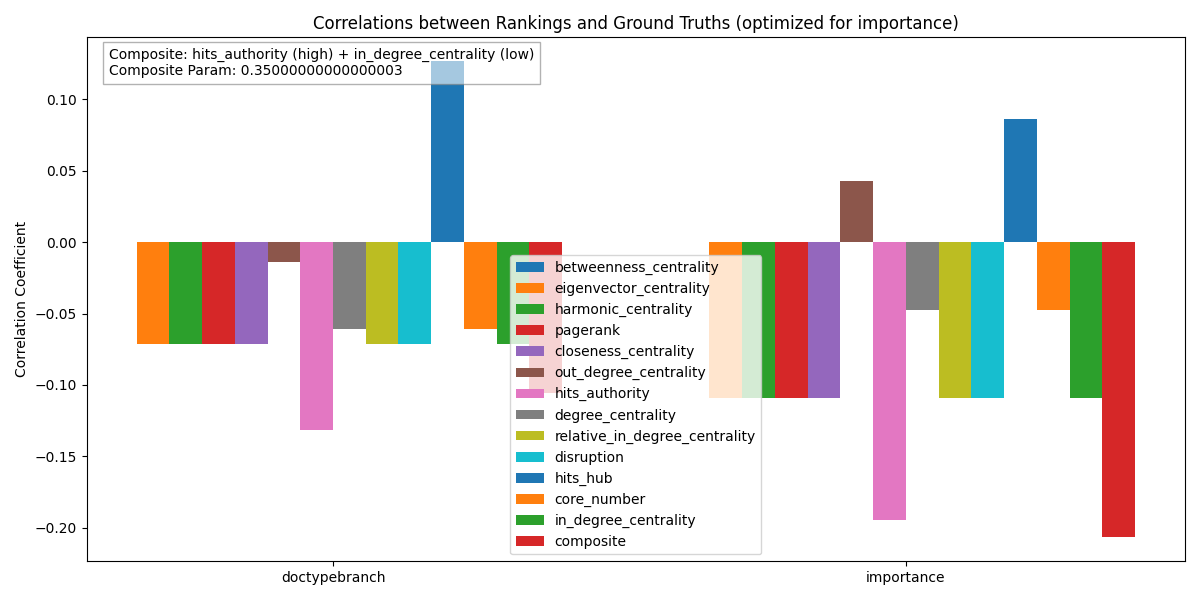 Correlations between Rankings and Ground Truths (optimized for importance)
Composite: hits_authority (high) + in_degree_centrality (low)
Composite Param: 0.35000000000000003
Correlation Coefficient
0.10
0.05
0.00
−0.05
−0.10
−0.15
−0.20
betweenness_centrality
eigenvector_centrality
harmonic_centrality
pagerank
closeness_centrality
out_degree_centrality
hits_authority
degree_centrality
relative_in_degree_centrality
disruption
hits_hub
core_number
in_degree_centrality
composite
doctypebranch
importance